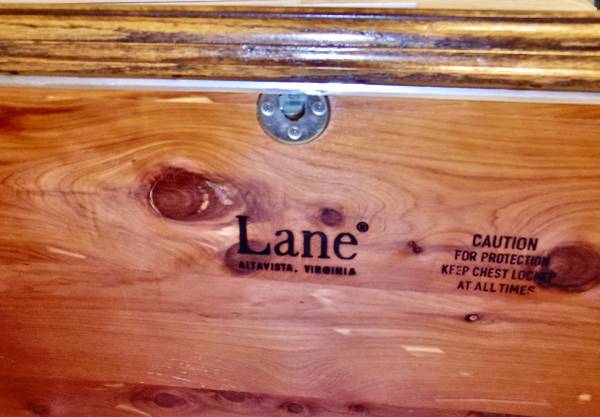 Lane®
ALTAVISTA, VIRGINIA
CAUTION
FOR PROTECTION
KEEP CHEST LOCKED
AT ALL TIMES